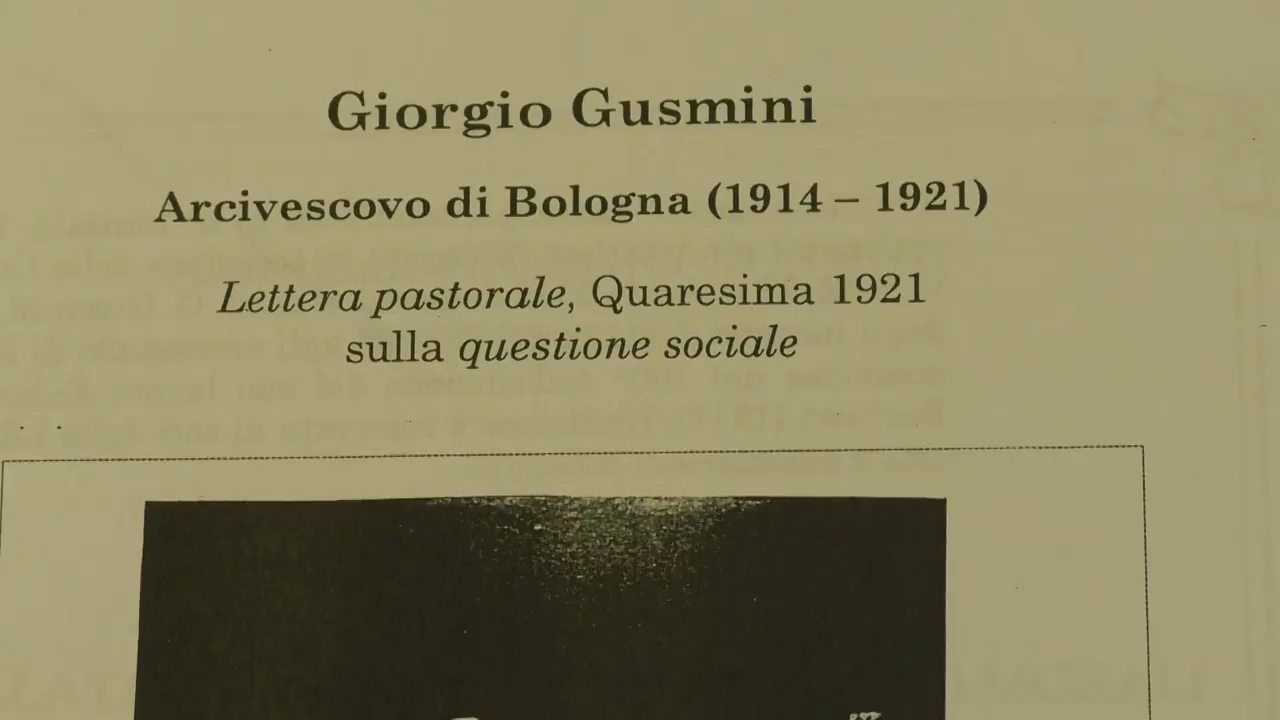 Giorgio Gusmini
Arcivescovo di Bologna (1914 – 1921)
Lettera pastorale, Quaresima 1921
sulla questione sociale